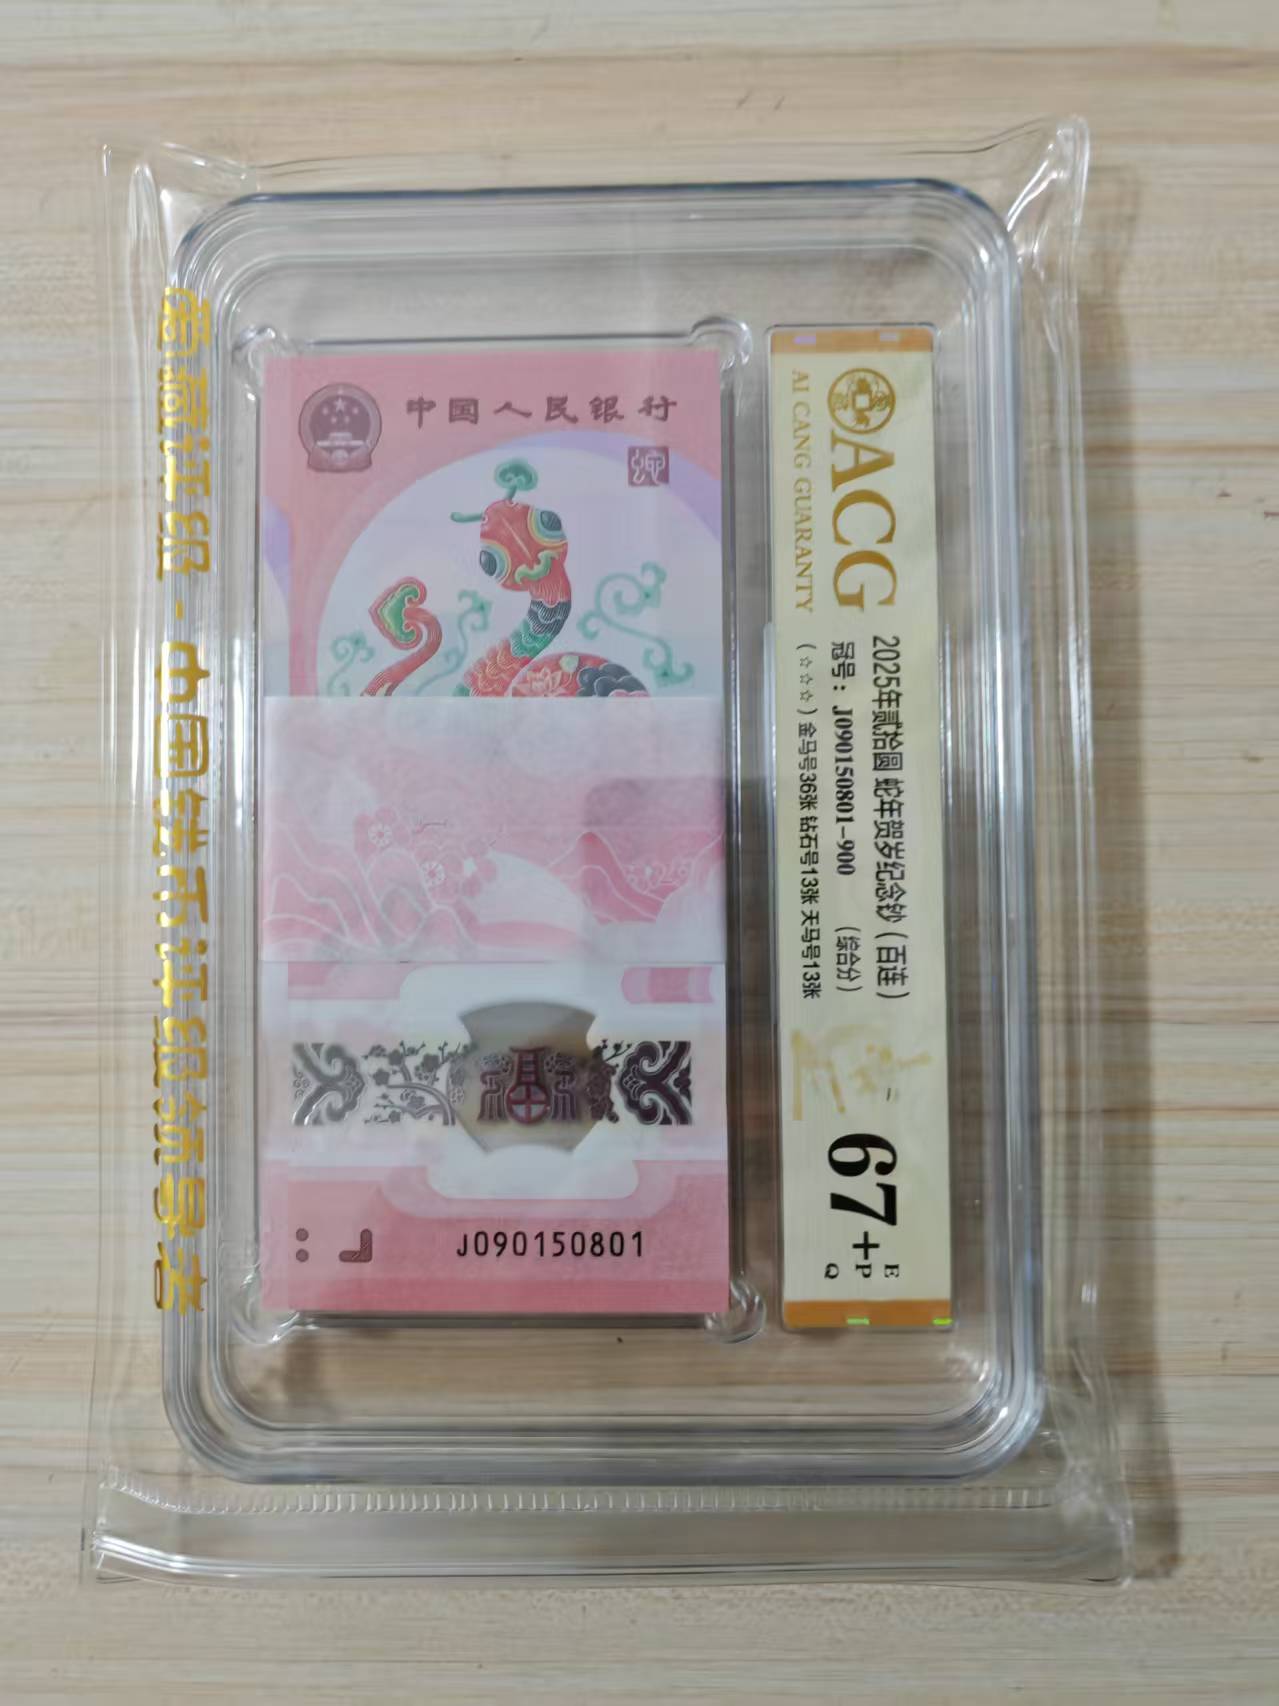 爱藏评级 - 中国钱币评级领导者
中国人民银行
J090150801
ACG
AI CANG GUARANTY
2025年贰拾圆 蛇年贺岁纪念钞（百连）
冠号：J090150801-900 （综合分）
（☆☆☆）金马号36张 钻石号13张 天马号13张
67+
E
P
Q